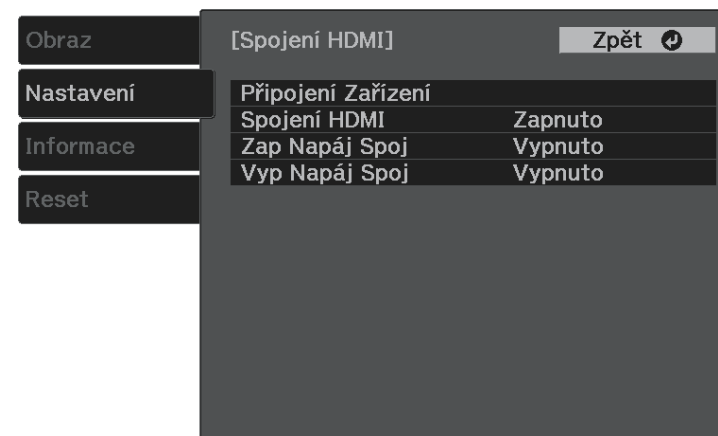 Obraz
Nastavení
Informace
Reset
[Spojení HDMI] Zpět
Připojení Zařízení
Spojení HDMI Zapnuto
Zap Napáj Spoj Vypnuto
Vyp Napáj Spoj Vypnuto